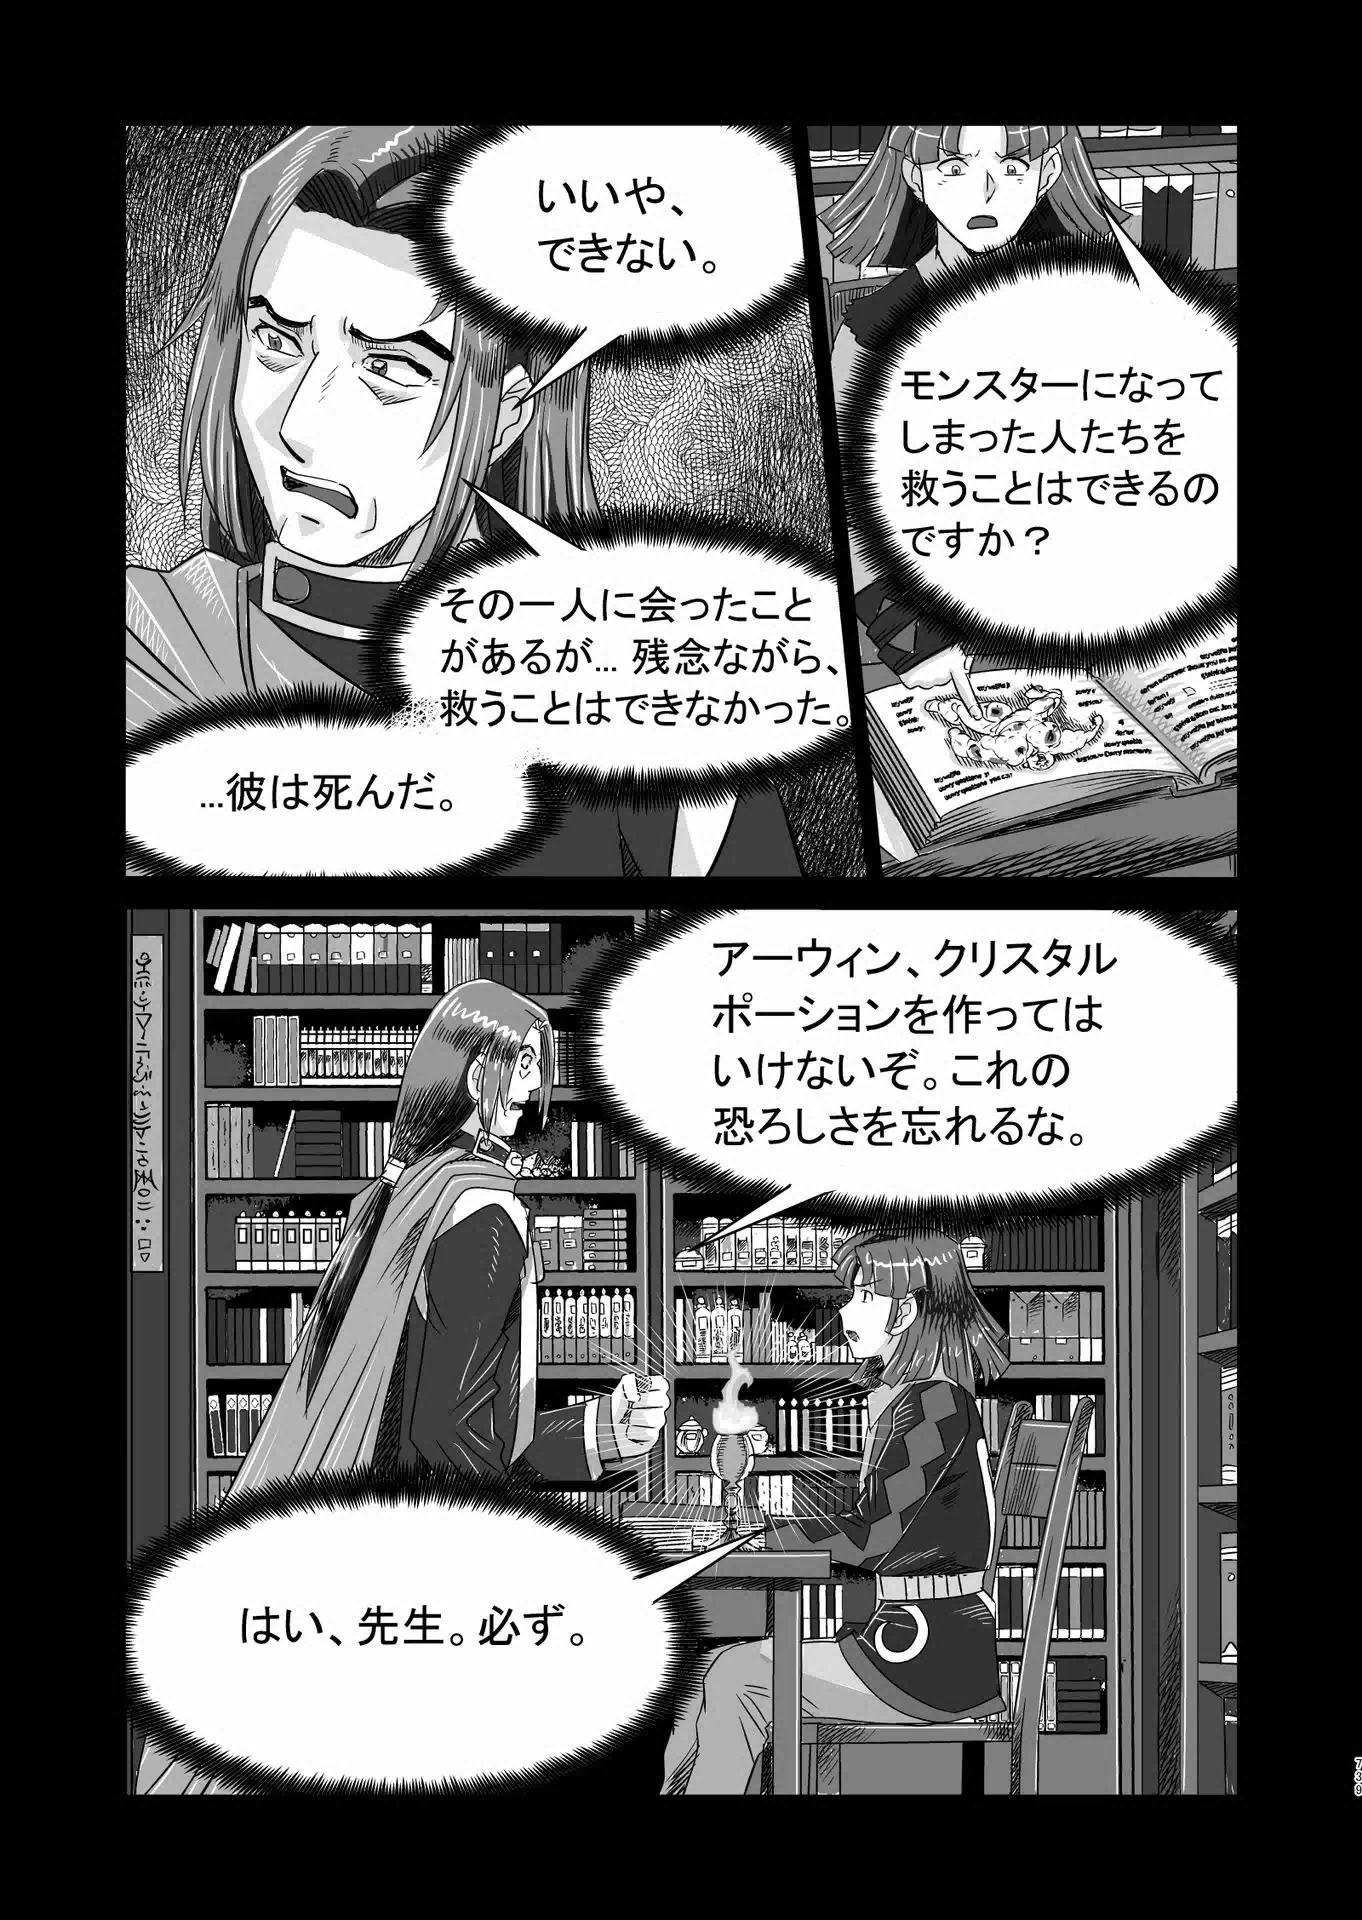 モンスターになって
しまった人たちを
救うことはできるの
ですか？
いいや、
できない。
その一人に会ったこと
があるが... 残念ながら、
救うことはできなかった。
...彼は死んだ。
アーウィン、クリスタル
ポーションを作っては
いけないぞ。これの
恐ろしさを忘れるな。
はい、先生。必ず。
739